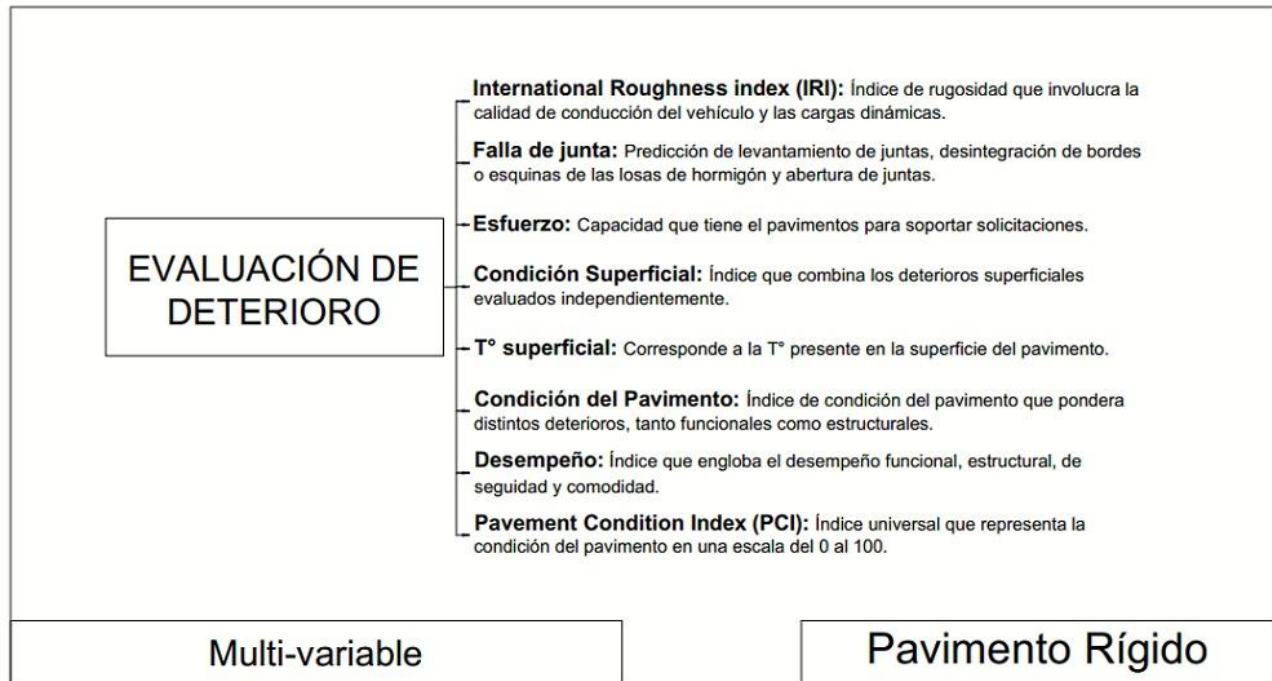 International Roughness index (IRI): Índice de rugosidad que involucra la
calidad de conducción del vehículo y las cargas dinámicas.
Falla de junta: Predicción de levantamiento de juntas, desintegración de bordes
o esquinas de las losas de hormigón y abertura de juntas.
Esfuerzo: Capacidad que tiene el pavimentos para soportar solicitaciones.
EVALUACIÓN DE
DETERIORO
Condición Superficial: Índice que combina los deterioros superficiales
evaluados independientemente.
T° superficial: Corresponde a la T° presente en la superficie del pavimento.
Condición del Pavimento: Índice de condición del pavimento que pondera
distintos deterioros, tanto funcionales como estructurales.
Desempeño: Índice que engloba el desempeño funcional, estructural, de
seguidad y comodidad.
Pavement Condition Index (PCI): Índice universal que representa la
condición del pavimento en una escala del 0 al 100.
Multi-variable
Pavimento Rígido